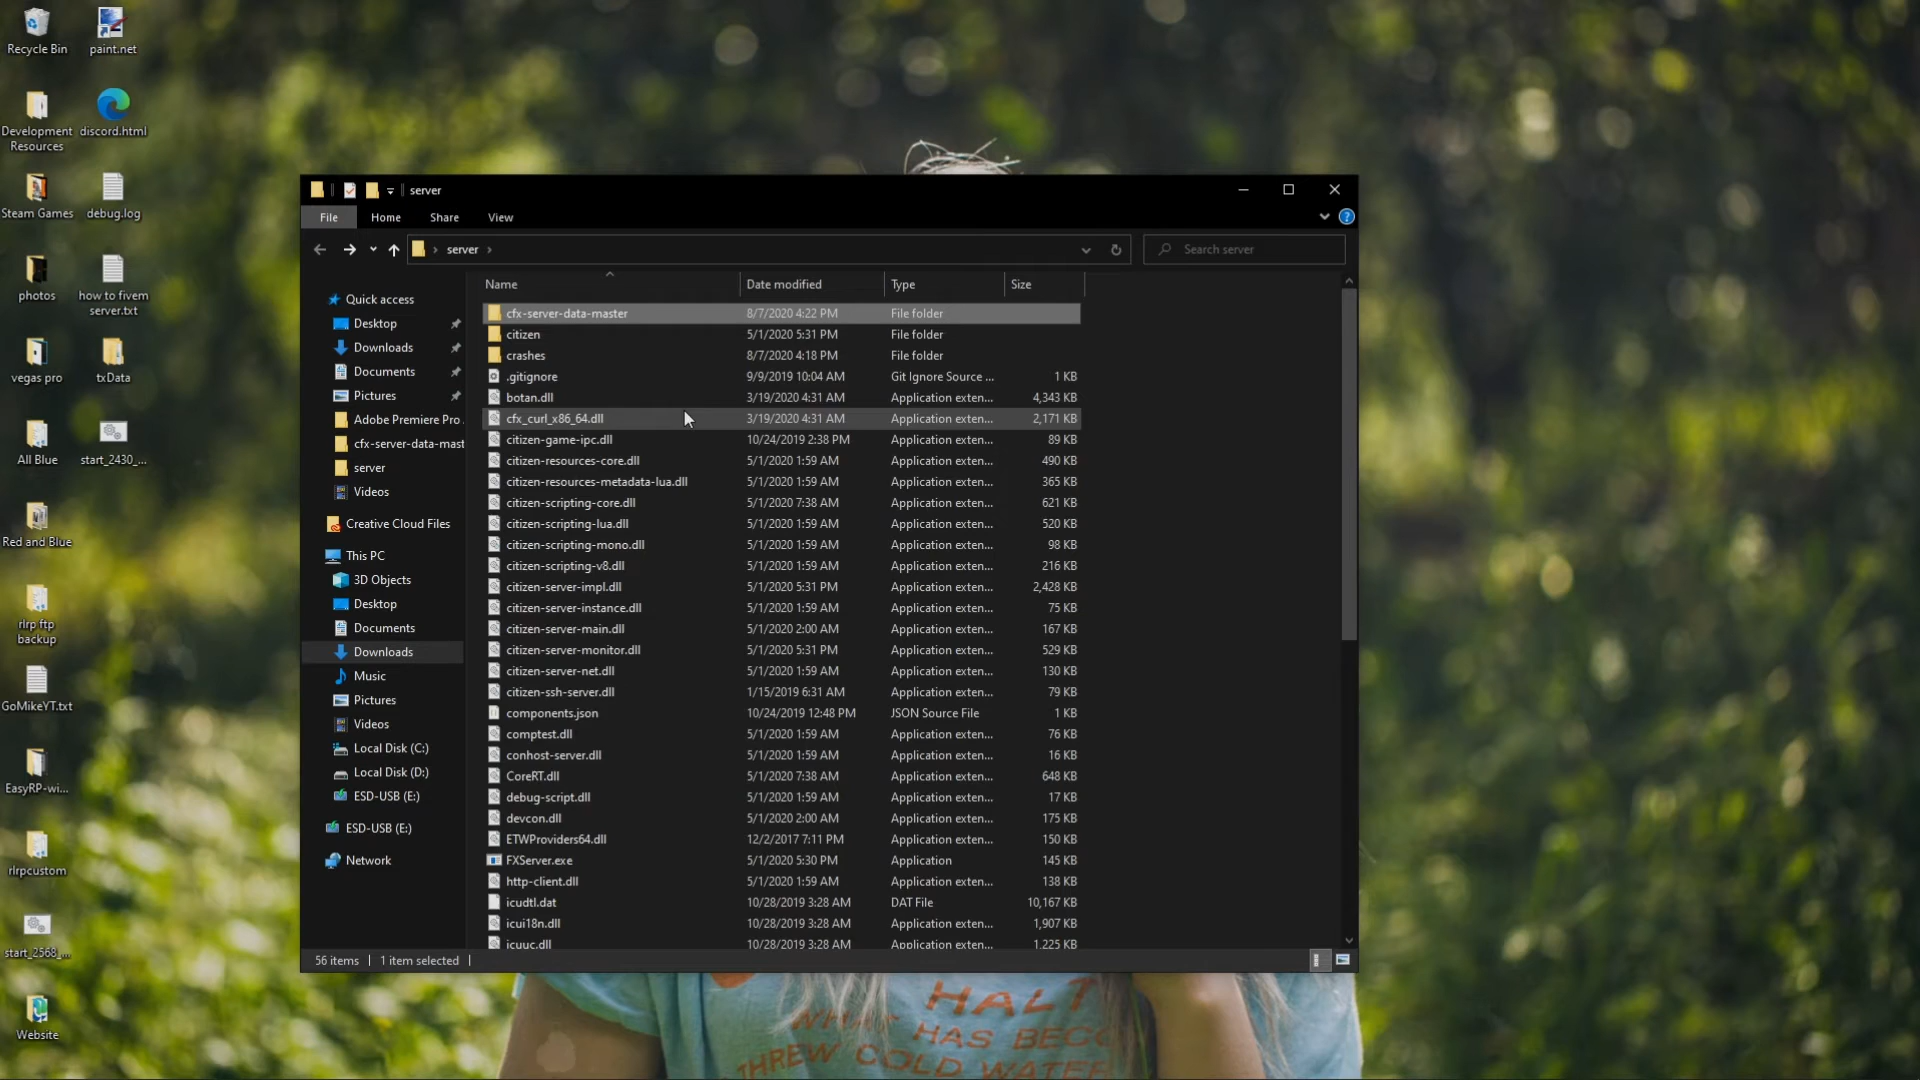 Recycle Bin
paint.net
Development Resources
discord.html
Steam Games
debug.log
photos
how to fivem server.txt
vegas pro
txData
All Blue
start_2430_...
Red and Blue
rlrp ftp backup
GoMikeYT.txt
EasyRP-wi...
rlrpcustom
start_2568_...
Website
server
File Home Share View
server
Search server
Quick access
Desktop
Downloads
Documents
Pictures
Adobe Premiere Pro
cfx-server-data-mast
server
Videos
Creative Cloud Files
This PC
3D Objects
Desktop
Documents
Downloads
Music
Pictures
Videos
Local Disk (C:)
Local Disk (D:)
ESD-USB (E:)
ESD-USB (E:)
Network
Name Date modified Type Size
cfx-server-data-master 8/7/2020 4:22 PM File folder
citizen 5/1/2020 5:31 PM File folder
crashes 8/7/2020 4:18 PM File folder
.gitignore 9/9/2019 10:04 AM Git Ignore Source ... 1 KB
botan.dll 3/19/2020 4:31 AM Application exten... 4,343 KB
cfx_curl_x86_64.dll 3/19/2020 4:31 AM Application exten... 2,171 KB
citizen-game-ipc.dll 10/24/2019 2:38 PM Application exten... 89 KB
citizen-resources-core.dll 5/1/2020 1:59 AM Application exten... 490 KB
citizen-resources-metadata-lua.dll 5/1/2020 1:59 AM Application exten... 365 KB
citizen-scripting-core.dll 5/1/2020 7:38 AM Application exten... 621 KB
citizen-scripting-lua.dll 5/1/2020 1:59 AM Application exten... 520 KB
citizen-scripting-mono.dll 5/1/2020 1:59 AM Application exten... 98 KB
citizen-scripting-v8.dll 5/1/2020 1:59 AM Application exten... 216 KB
citizen-server-impl.dll 5/1/2020 5:31 PM Application exten... 2,428 KB
citizen-server-instance.dll 5/1/2020 1:59 AM Application exten... 75 KB
citizen-server-main.dll 5/1/2020 2:00 AM Application exten... 167 KB
citizen-server-monitor.dll 5/1/2020 5:31 PM Application exten... 529 KB
citizen-server-net.dll 5/1/2020 1:59 AM Application exten... 130 KB
citizen-ssh-server.dll 1/15/2019 6:31 AM Application exten... 79 KB
components.json 10/24/2019 12:48 PM JSON Source File 1 KB
comptest.dll 5/1/2020 1:59 AM Application exten... 76 KB
conhost-server.dll 5/1/2020 1:59 AM Application exten... 16 KB
CoreRT.dll 5/1/2020 7:38 AM Application exten... 648 KB
debug-script.dll 5/1/2020 1:59 AM Application exten... 17 KB
devcon.dll 5/1/2020 2:00 AM Application exten... 175 KB
ETWProviders64.dll 12/2/2017 7:11 PM Application exten... 150 KB
FXServer.exe 5/1/2020 5:30 PM Application 145 KB
http-client.dll 5/1/2020 1:59 AM Application exten... 138 KB
icudtl.dat 10/28/2019 3:28 AM DAT File 10,167 KB
icui18n.dll 10/28/2019 3:28 AM Application exten... 1,907 KB
icuuc.dll 10/28/2019 3:28 AM Application exten... 1,225 KB
56 items 1 item selected
HALT
WHAT HAS BECO
THREW COLD WATER